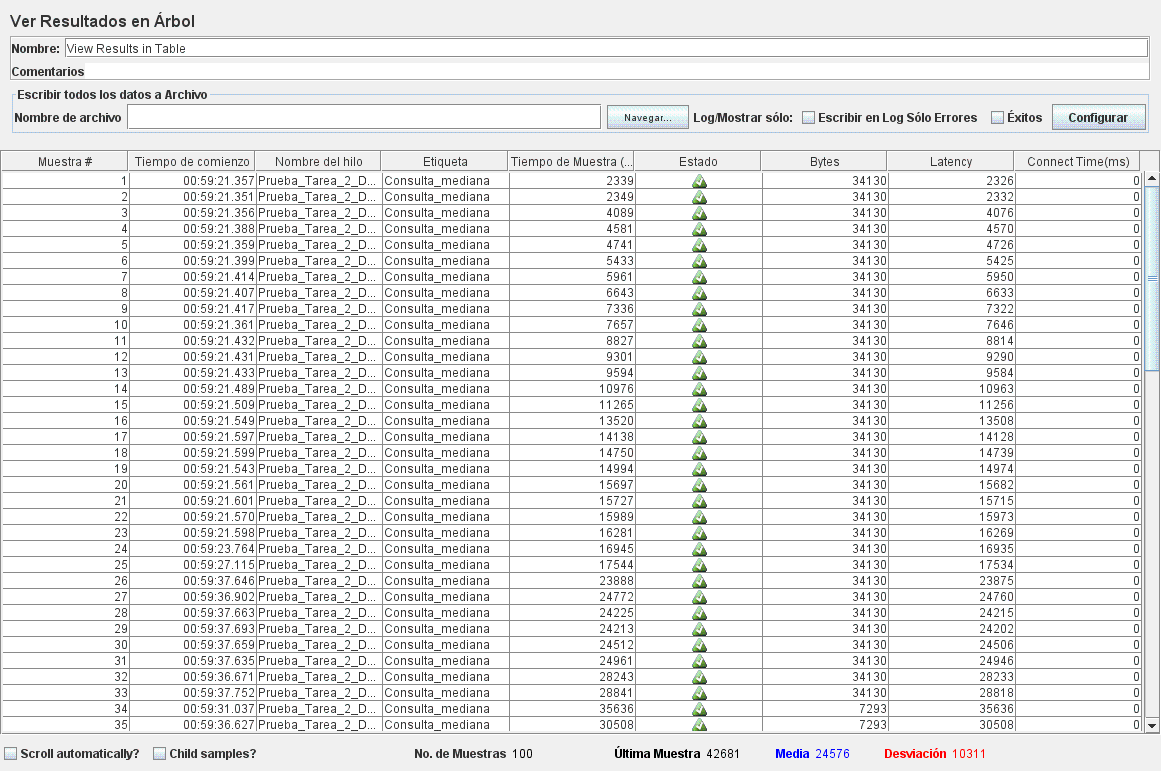 Ver Resultados en Árbol
Nombre: View Results in Table
Comentarios
Escribir todos los datos a Archivo
Nombre de archivo Navegar... Log/Mostrar sólo: Escribir en Log Sólo Errores Éxitos Configurar
Muestra # Tiempo de comienzo Nombre del hilo Etiqueta Tiempo de Muestra (... Estado Bytes Latency Connect Time(ms)
1 00:59:21.357 Prueba_Tarea_2_D... Consulta_mediana 2339 34130 2326 0
2 00:59:21.351 Prueba_Tarea_2_D... Consulta_mediana 2349 34130 2332 0
3 00:59:21.356 Prueba_Tarea_2_D... Consulta_mediana 4089 34130 4076 0
4 00:59:21.388 Prueba_Tarea_2_D... Consulta_mediana 4581 34130 4570 0
5 00:59:21.359 Prueba_Tarea_2_D... Consulta_mediana 4741 34130 4726 0
6 00:59:21.399 Prueba_Tarea_2_D... Consulta_mediana 5433 34130 5425 0
7 00:59:21.414 Prueba_Tarea_2_D... Consulta_mediana 5961 34130 5950 0
8 00:59:21.407 Prueba_Tarea_2_D... Consulta_mediana 6643 34130 6633 0
9 00:59:21.417 Prueba_Tarea_2_D... Consulta_mediana 7336 34130 7322 0
10 00:59:21.361 Prueba_Tarea_2_D... Consulta_mediana 7657 34130 7646 0
11 00:59:21.432 Prueba_Tarea_2_D... Consulta_mediana 8827 34130 8814 0
12 00:59:21.431 Prueba_Tarea_2_D... Consulta_mediana 9301 34130 9290 0
13 00:59:21.433 Prueba_Tarea_2_D... Consulta_mediana 9594 34130 9584 0
14 00:59:21.489 Prueba_Tarea_2_D... Consulta_mediana 10976 34130 10963 0
15 00:59:21.509 Prueba_Tarea_2_D... Consulta_mediana 11265 34130 11256 0
16 00:59:21.549 Prueba_Tarea_2_D... Consulta_mediana 13520 34130 13508 0
17 00:59:21.597 Prueba_Tarea_2_D... Consulta_mediana 14138 34130 14128 0
18 00:59:21.599 Prueba_Tarea_2_D... Consulta_mediana 14750 34130 14739 0
19 00:59:21.543 Prueba_Tarea_2_D... Consulta_mediana 14994 34130 14974 0
20 00:59:21.561 Prueba_Tarea_2_D... Consulta_mediana 15697 34130 15682 0
21 00:59:21.601 Prueba_Tarea_2_D... Consulta_mediana 15727 34130 15715 0
22 00:59:21.570 Prueba_Tarea_2_D... Consulta_mediana 15989 34130 15973 0
23 00:59:21.598 Prueba_Tarea_2_D... Consulta_mediana 16281 34130 16269 0
24 00:59:23.764 Prueba_Tarea_2_D... Consulta_mediana 16945 34130 16935 0
25 00:59:27.115 Prueba_Tarea_2_D... Consulta_mediana 17544 34130 17534 0
26 00:59:37.646 Prueba_Tarea_2_D... Consulta_mediana 23888 34130 23875 0
27 00:59:36.902 Prueba_Tarea_2_D... Consulta_mediana 24772 34130 24760 0
28 00:59:37.663 Prueba_Tarea_2_D... Consulta_mediana 24225 34130 24215 0
29 00:59:37.693 Prueba_Tarea_2_D... Consulta_mediana 24213 34130 24202 0
30 00:59:37.659 Prueba_Tarea_2_D... Consulta_mediana 24512 34130 24506 0
31 00:59:37.635 Prueba_Tarea_2_D... Consulta_mediana 24961 34130 24946 0
32 00:59:36.671 Prueba_Tarea_2_D... Consulta_mediana 28243 34130 28233 0
33 00:59:37.752 Prueba_Tarea_2_D... Consulta_mediana 28841 34130 28818 0
34 00:59:31.037 Prueba_Tarea_2_D... Consulta_mediana 35636 7293 35636 0
35 00:59:36.627 Prueba_Tarea_2_D... Consulta_mediana 30508 7293 30508 0
Scroll automatically? Child samples? No. de Muestras 100 Última Muestra 42681 Media 24576 Desviación 10311